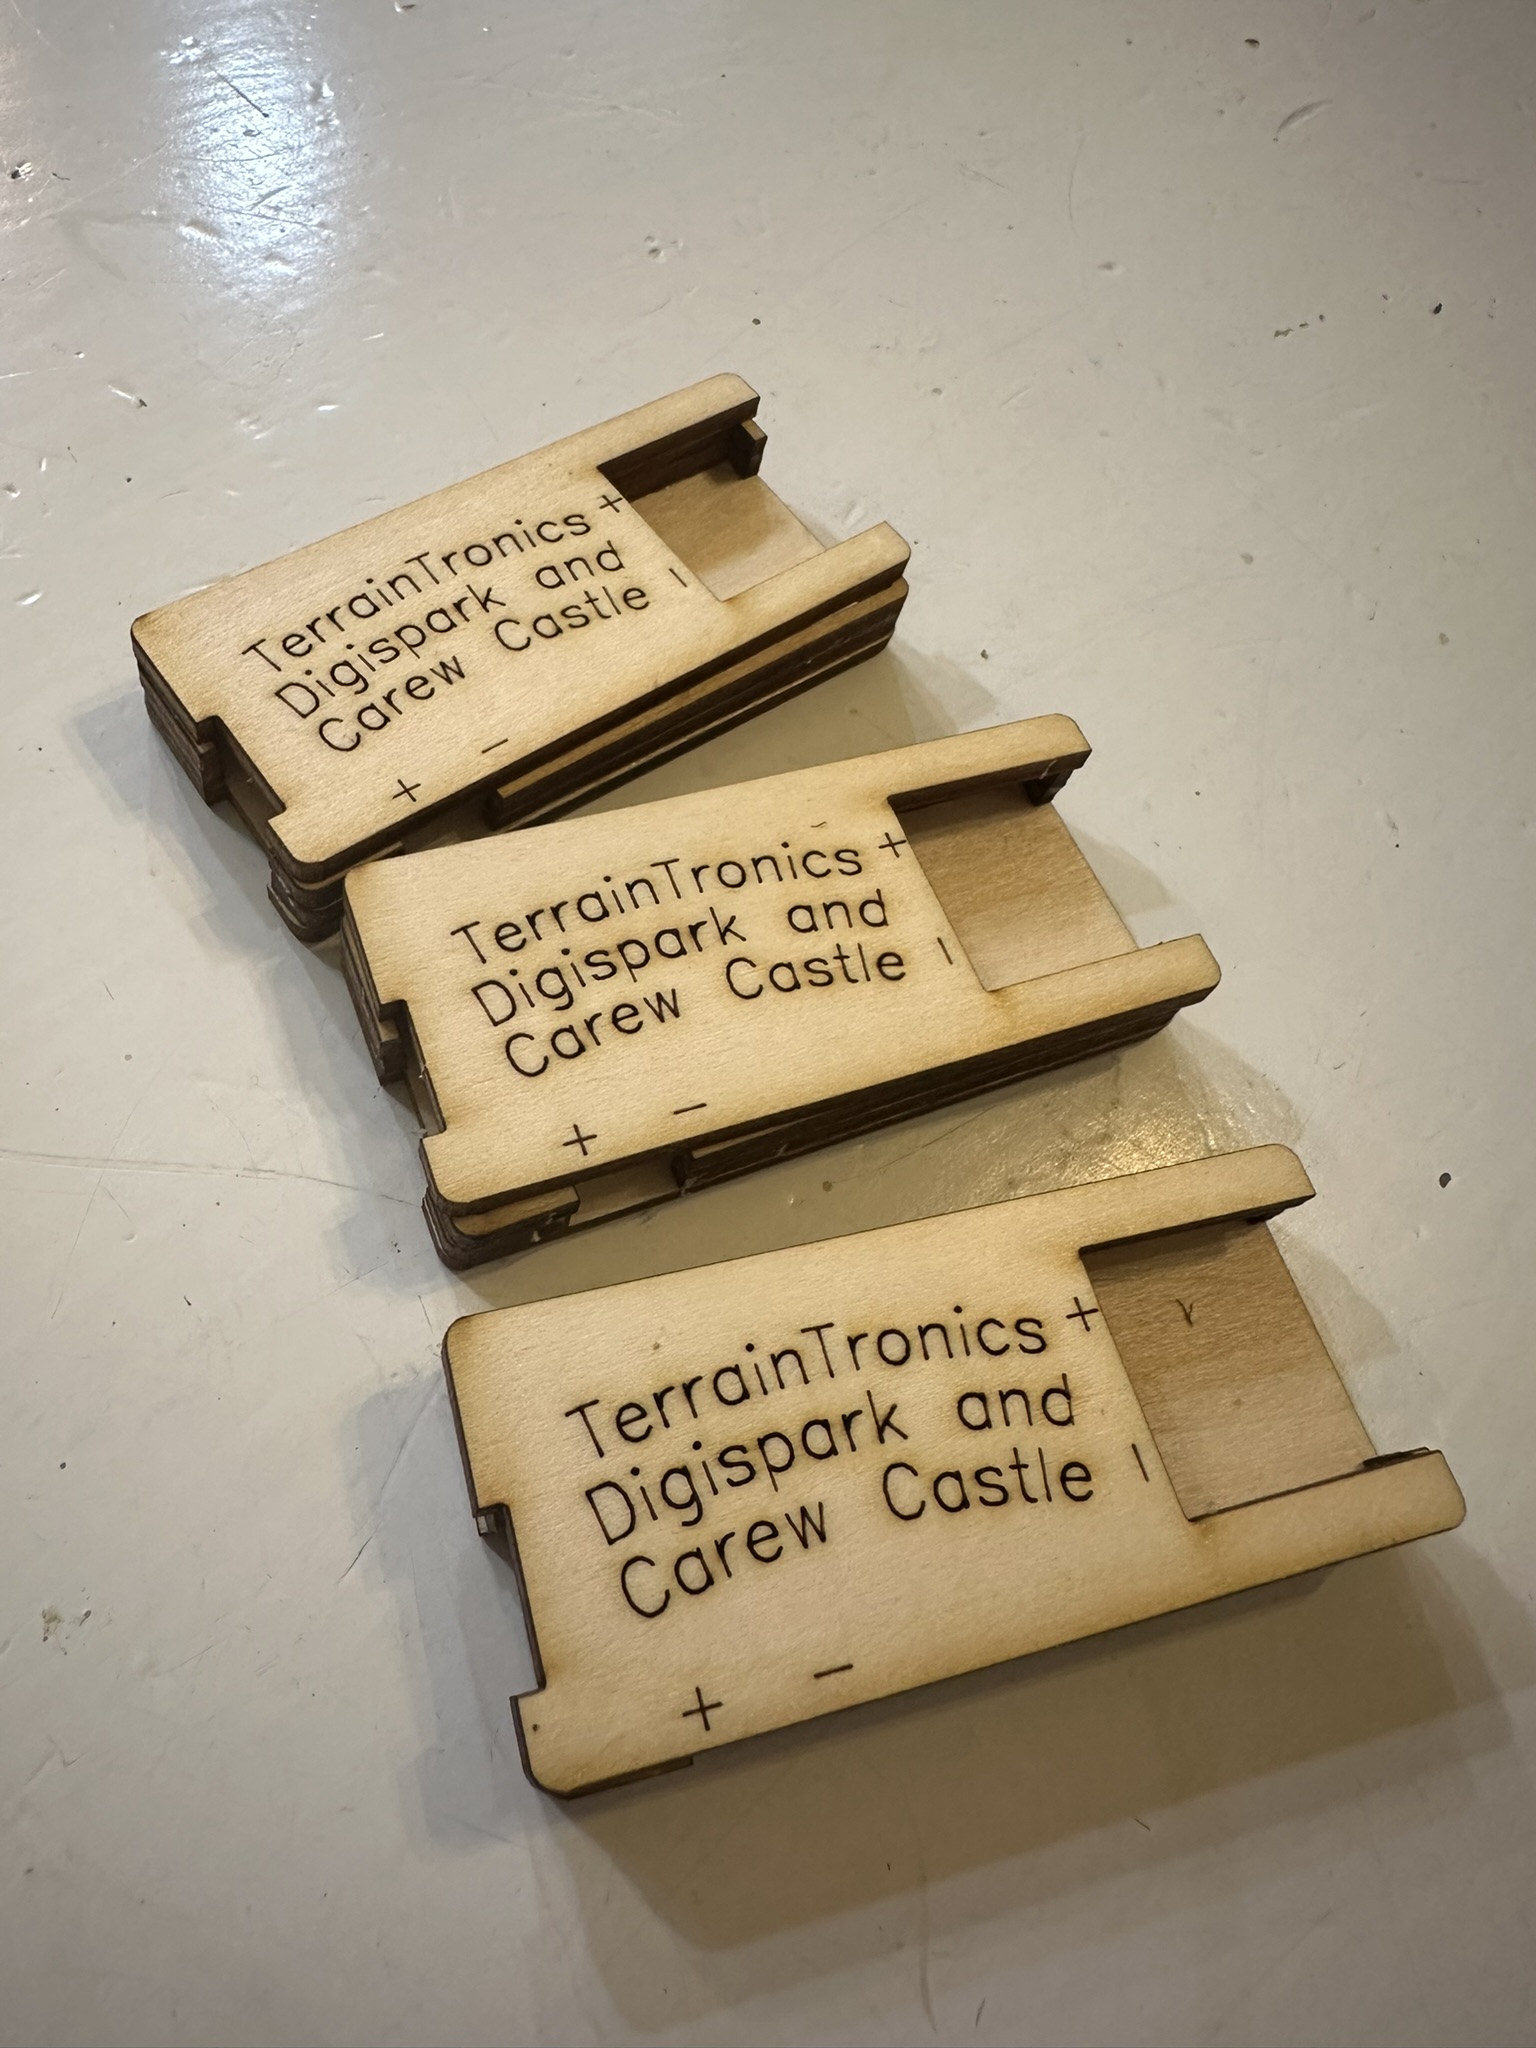 TerrainTronics +
Digispark and
Carew Castle -
+ -
TerrainTronics +
Digispark and
Carew Castle -
+ -
TerrainTronics +
Digispark and
Carew Castle -
+ -